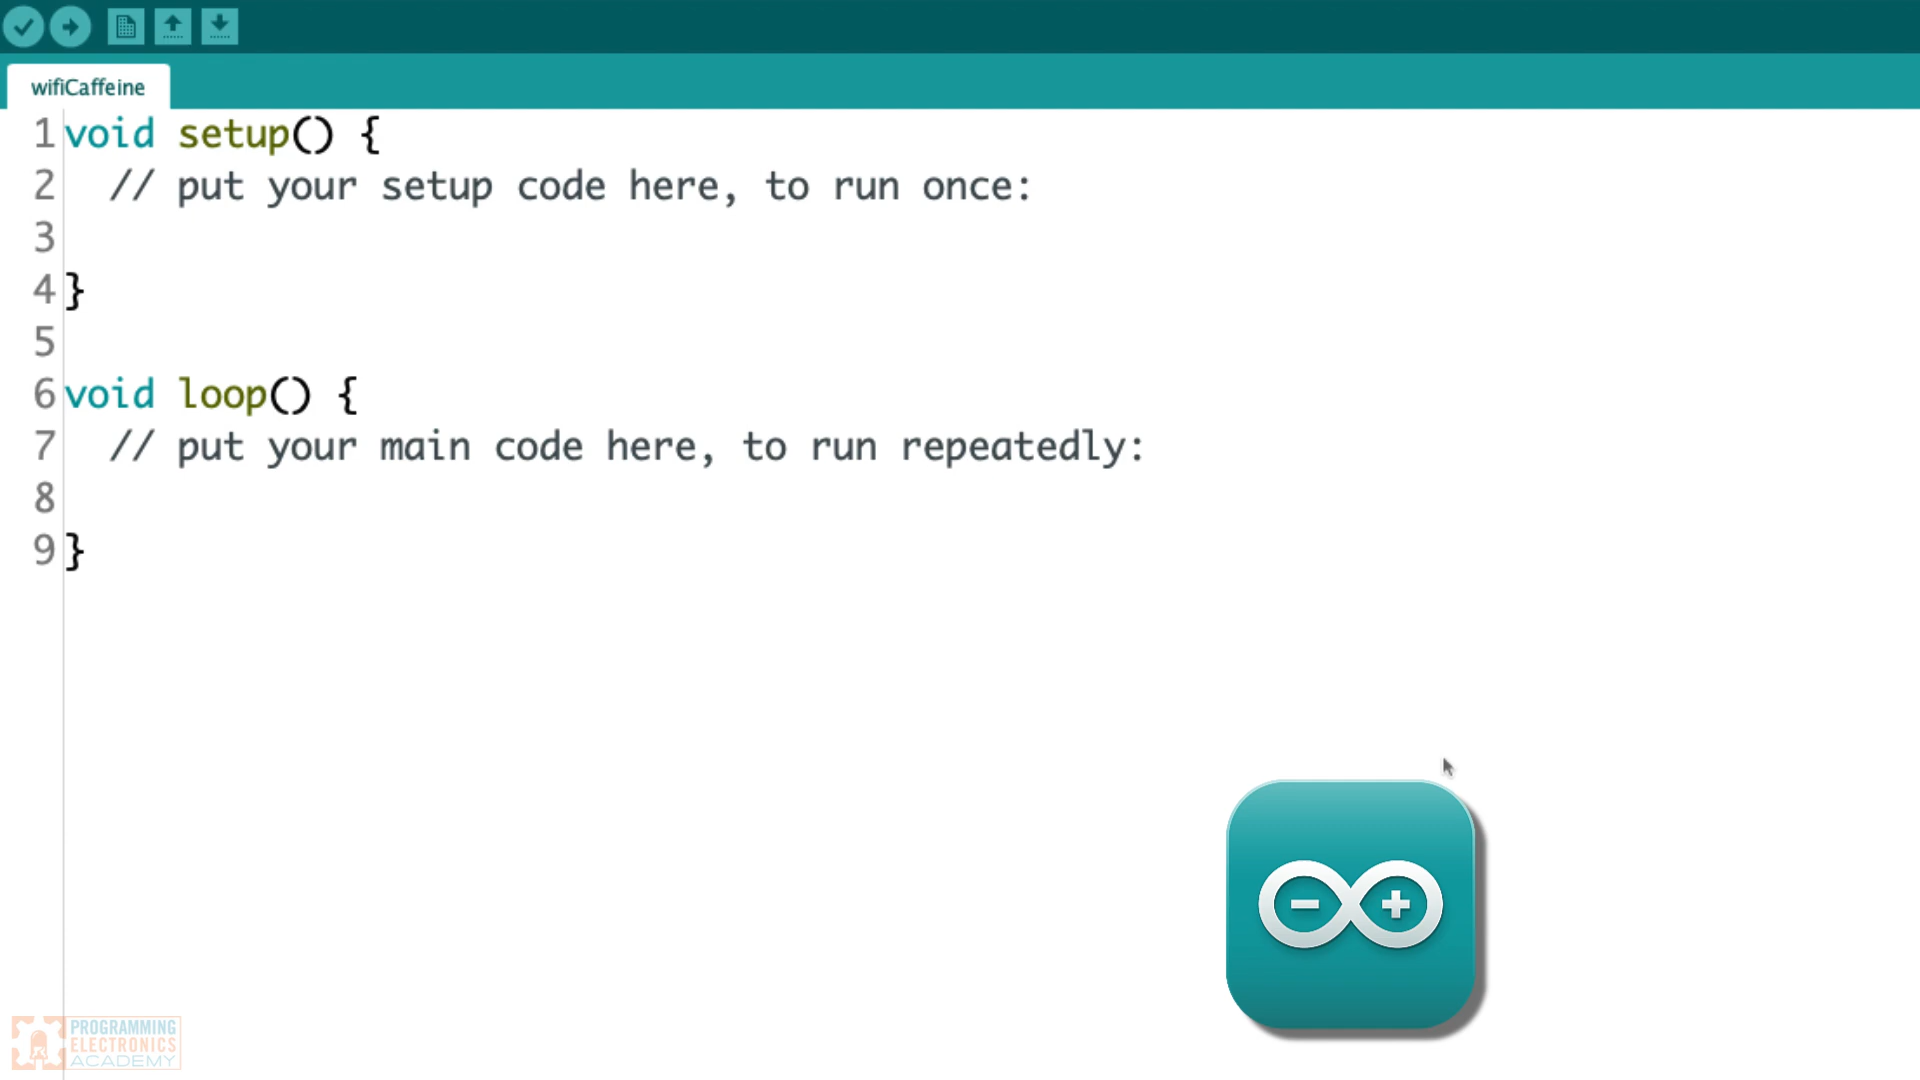 wifiCaffeine
1 void setup() {
2 // put your setup code here, to run once:
3
4 }
5
6 void loop() {
7 // put your main code here, to run repeatedly:
8
9 }
PROGRAMMING
ELECTRONICS
ACADEMY